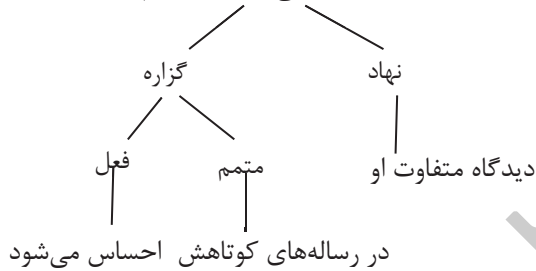 نهاد گزاره
متمم فعل
دیدگاه متفاوت او
در رساله‌های کوتاهش احساس می‌شود